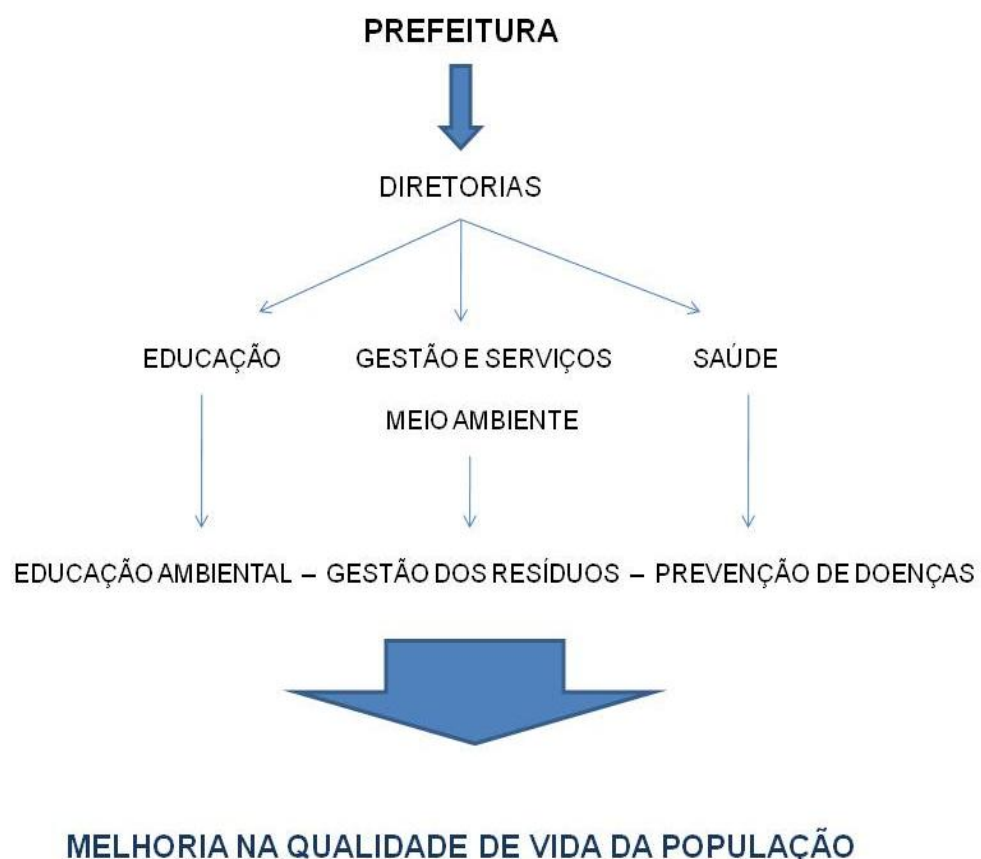 PREFEITURA
DIRETORIAS
EDUCAÇÃO GESTÃO E SERVIÇOS SAÚDE
MEIO AMBIENTE
EDUCAÇÃO AMBIENTAL – GESTÃO DOS RESÍDUOS – PREVENÇÃO DE DOENÇAS
MELHORIA NA QUALIDADE DE VIDA DA POPULAÇÃO